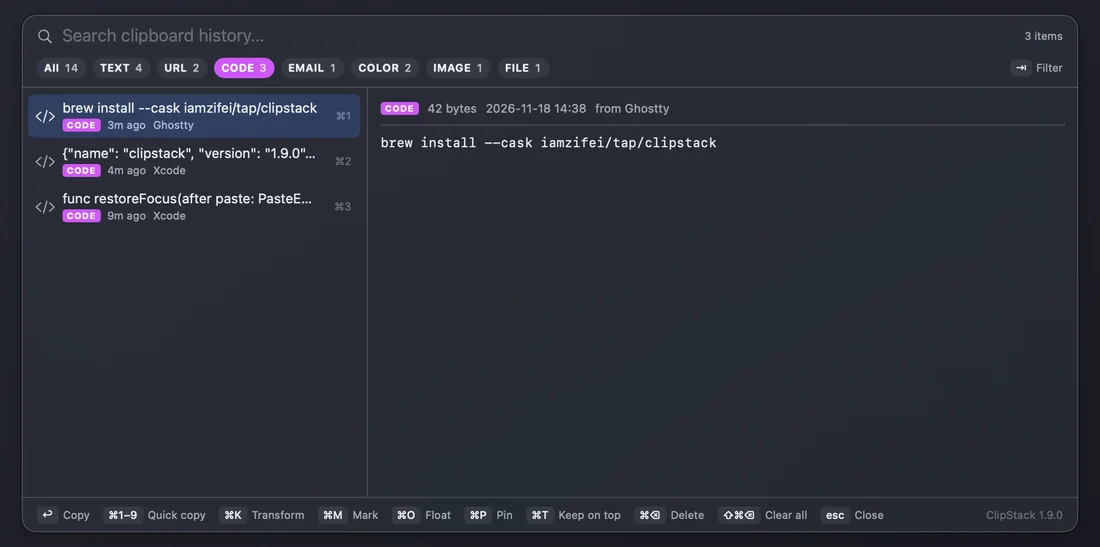 Search clipboard history...
3 items
All 14 TEXT 4 URL 2 CODE 3 EMAIL 1 COLOR 2 IMAGE 1 FILE 1
⇥ Filter
</> brew install --cask iamzifei/tap/clipstack ⌘1
CODE 3m ago Ghostty
</> {"name": "clipstack", "version": "1.9.0"... ⌘2
CODE 4m ago Xcode
</> func restoreFocus(after paste: PasteE... ⌘3
CODE 9m ago Xcode
CODE 42 bytes 2026-11-18 14:38 from Ghostty
brew install --cask iamzifei/tap/clipstack
↩ Copy ⌘1–9 Quick copy ⌘K Transform ⌘M Mark ⌘O Float ⌘P Pin ⌘T Keep on top ⌘⌫ Delete ⇧⌘⌫ Clear all esc Close
ClipStack 1.9.0